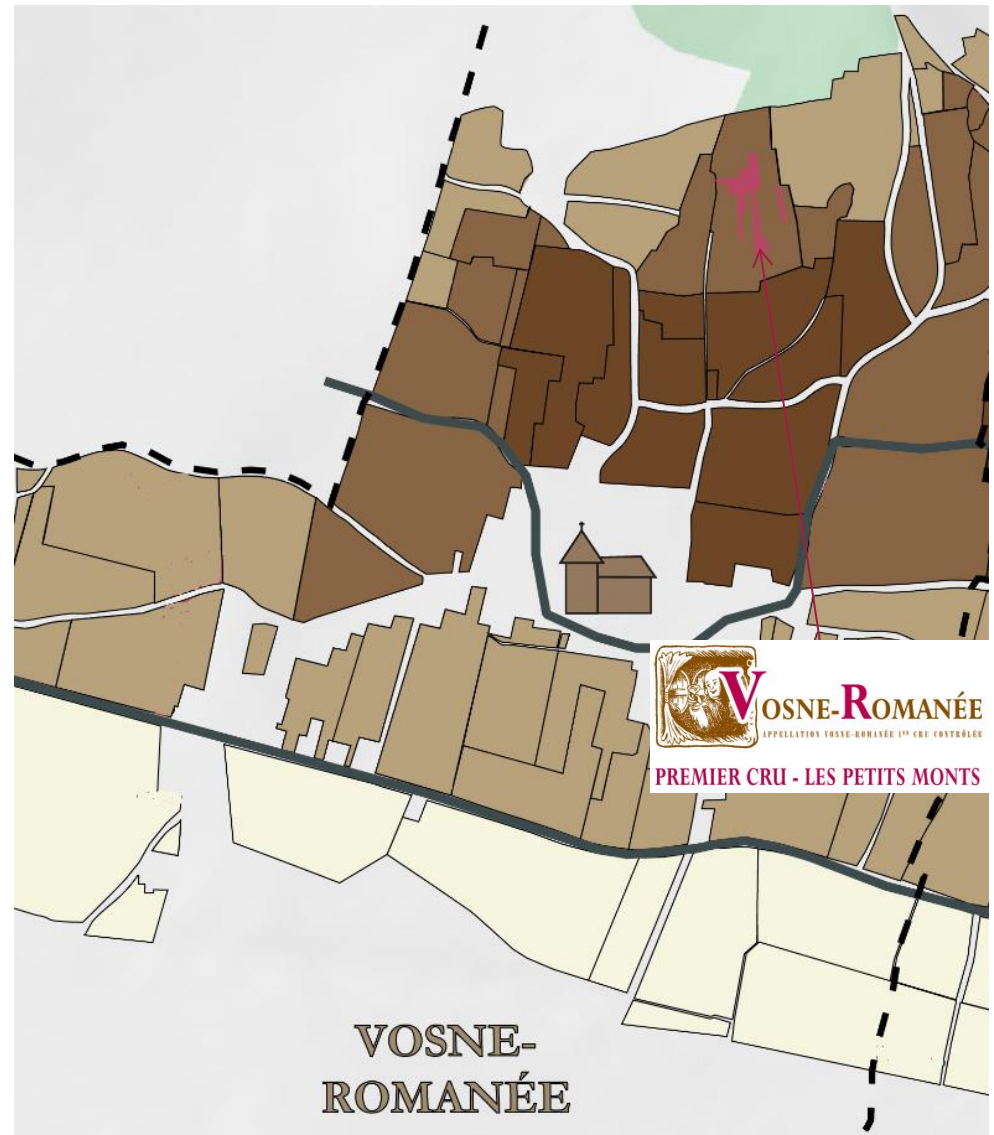 VOSNE-ROMANÉE
APPELLATION VOSNE-ROMANÉE 1ER CRU CONTRÔLÉE
PREMIER CRU - LES PETITS MONTS
VOSNE-
ROMANÉE